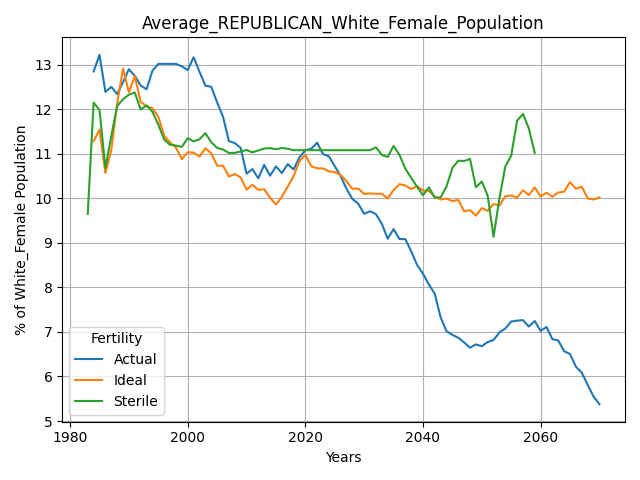 Average_REPUBLICAN_White_Female_Population
% of White_Female Population
13
12
11
10
9
8
7
6
5
Fertility
Actual
Ideal
Sterile
1980
2000
2020
2040
2060
Years